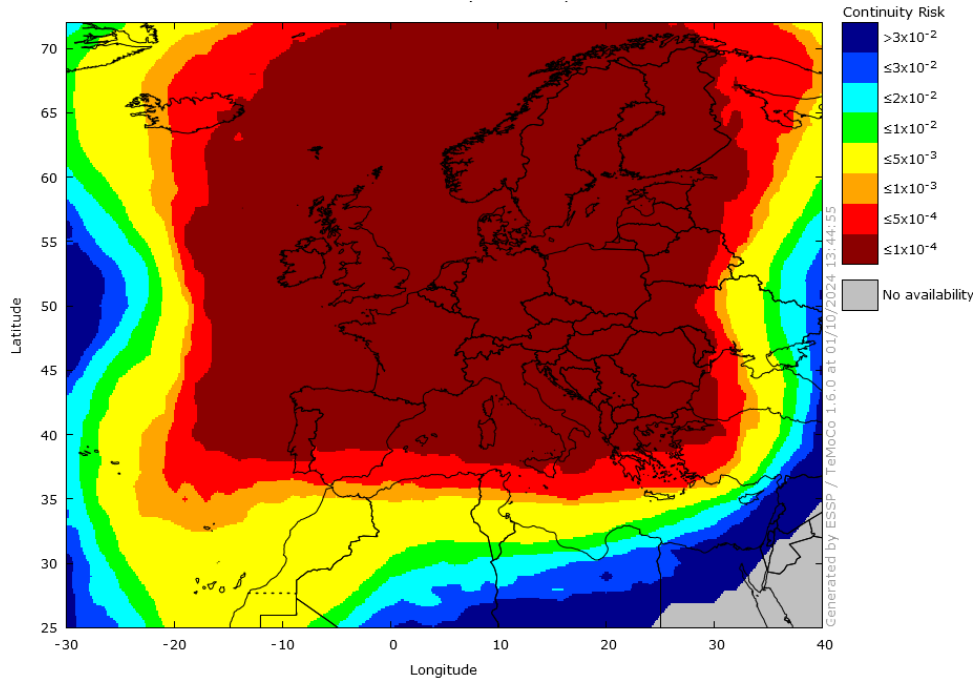 Continuity Risk
>3x10⁻²
≤3x10⁻²
≤2x10⁻²
≤1x10⁻²
≤5x10⁻³
≤1x10⁻³
≤5x10⁻⁴
≤1x10⁻⁴
No availability
Generated by ESSP / TeMoCo 1.6.0 at 01/10/2024 13:44:55
Latitude
70
65
60
55
50
45
40
35
30
25
-30
-20
-10
0
10
20
30
40
Longitude